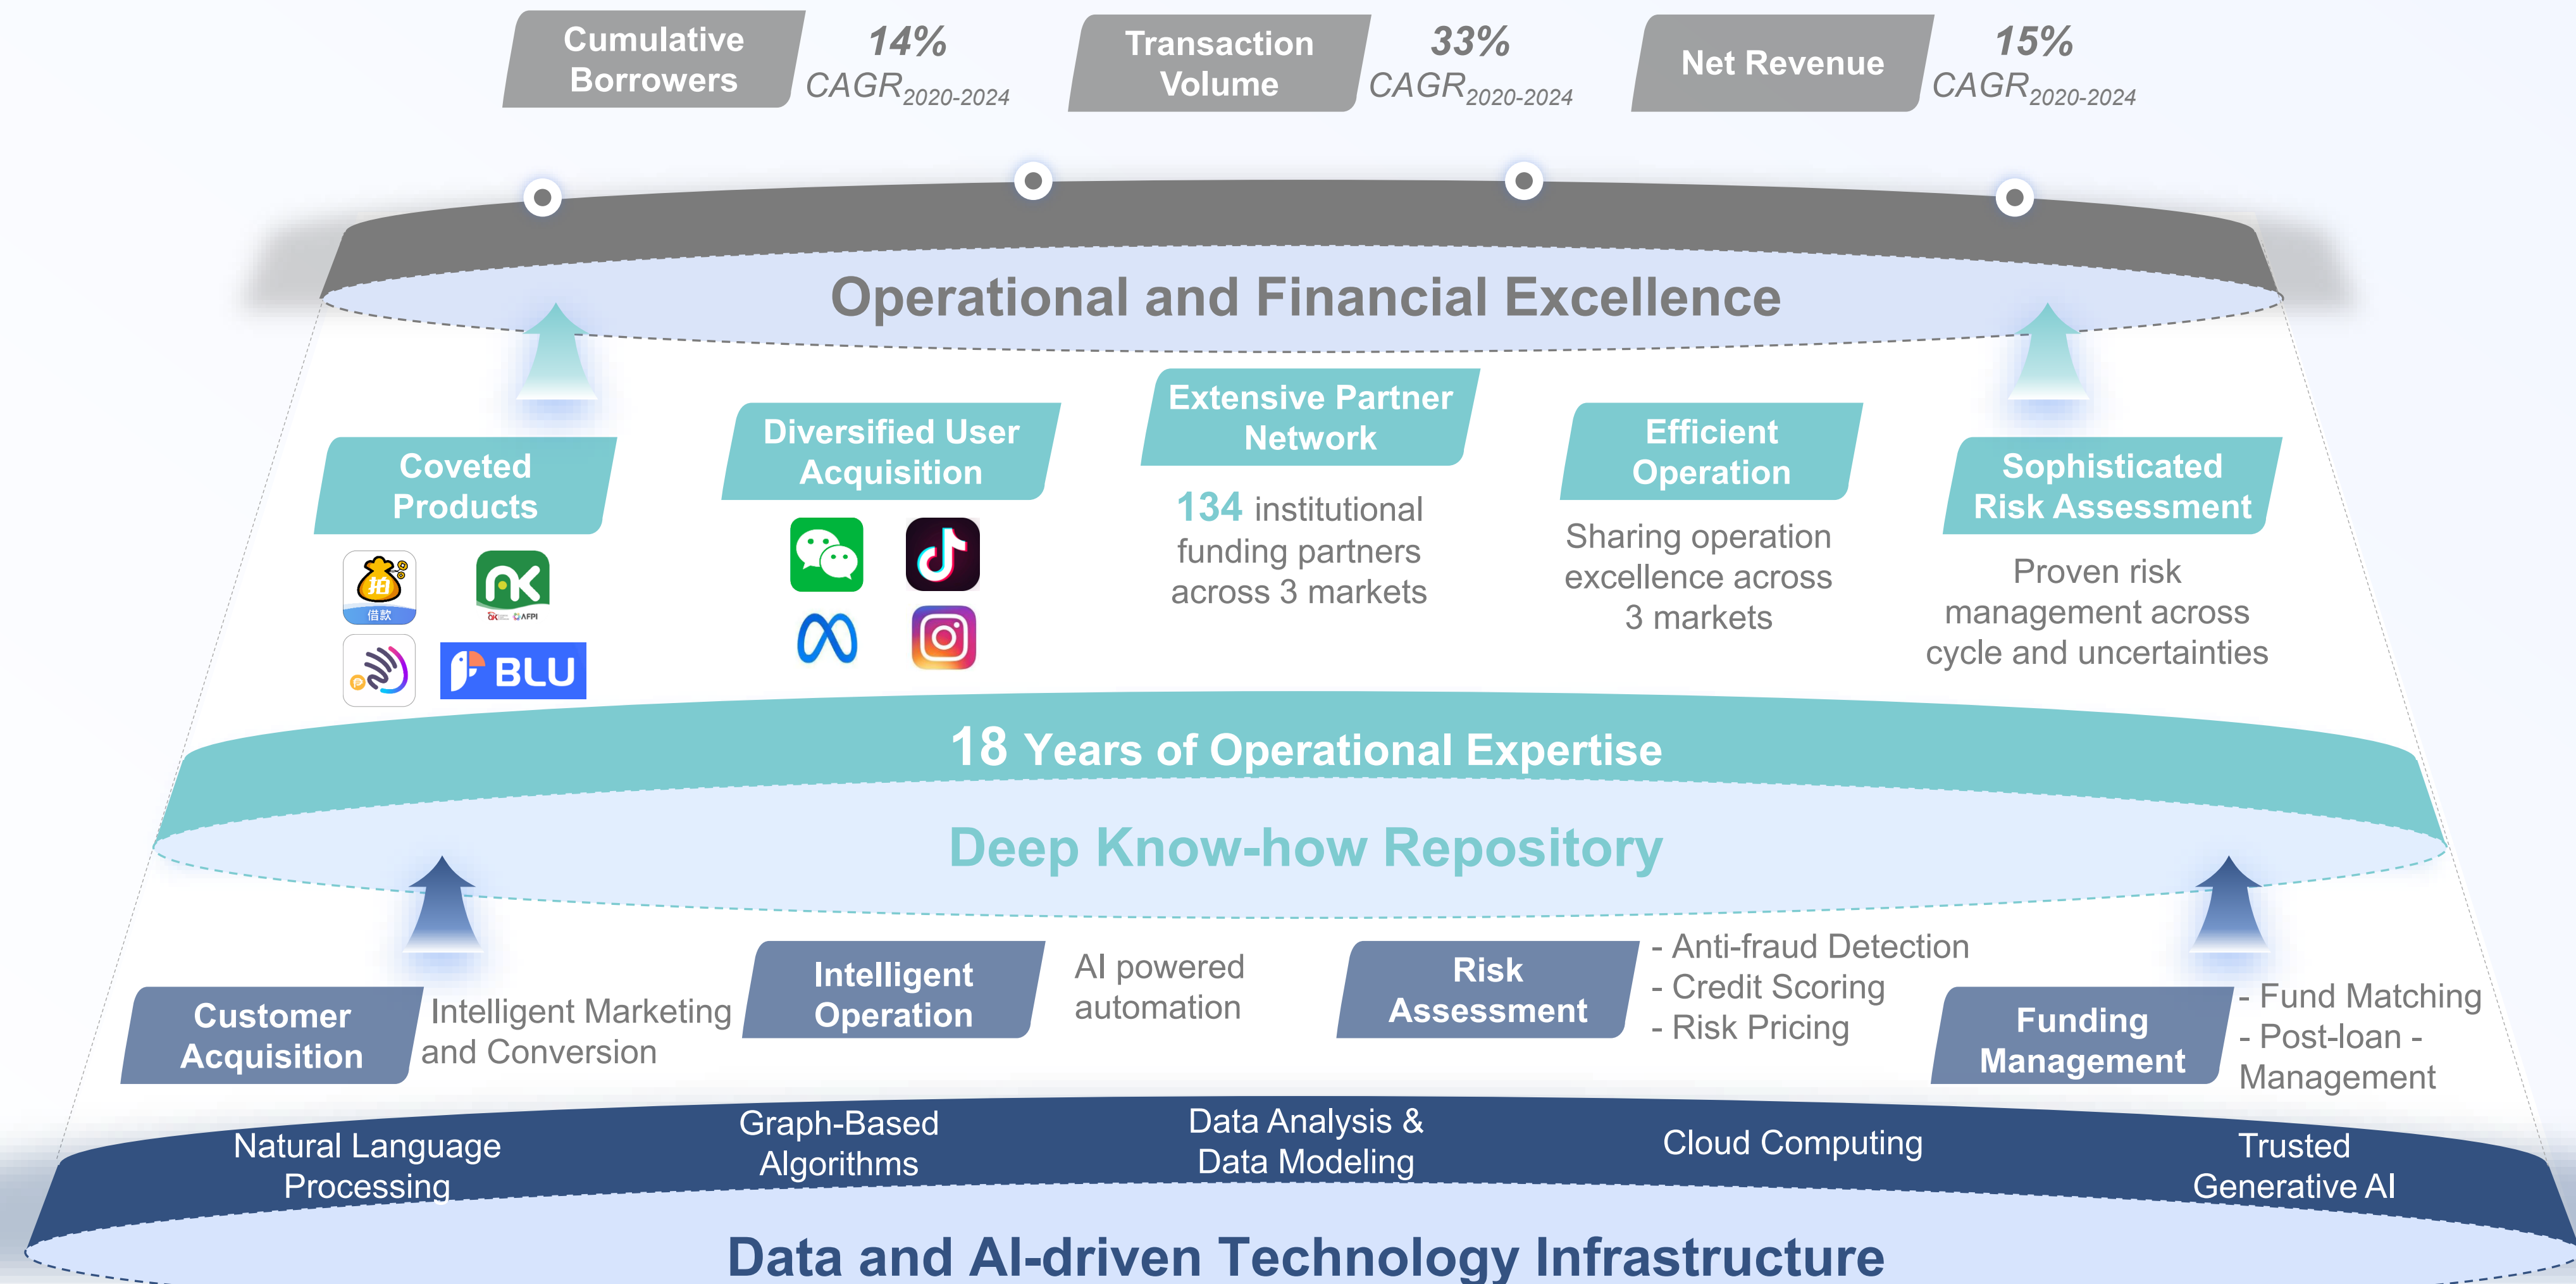 Cumulative
Borrowers
14%
CAGR2020-2024
Transaction
Volume
33%
CAGR2020-2024
Net Revenue
15%
CAGR2020-2024
Operational and Financial Excellence
Coveted
Products
拍
借款
AK
AFPI
P
BLU
Diversified User
Acquisition
Extensive Partner
Network
134 institutional
funding partners
across 3 markets
Efficient
Operation
Sharing operation
excellence across
3 markets
Sophisticated
Risk Assessment
Proven risk
management across
cycle and uncertainties
18 Years of Operational Expertise
Deep Know-how Repository
Customer
Acquisition
Intelligent Marketing
and Conversion
Intelligent
Operation
AI powered
automation
Risk
Assessment
- Anti-fraud Detection
- Credit Scoring
- Risk Pricing
Funding
Management
- Fund Matching
- Post-loan -
Management
Natural Language
Processing
Graph-Based
Algorithms
Data Analysis &
Data Modeling
Cloud Computing
Trusted
Generative AI
Data and AI-driven Technology Infrastructure